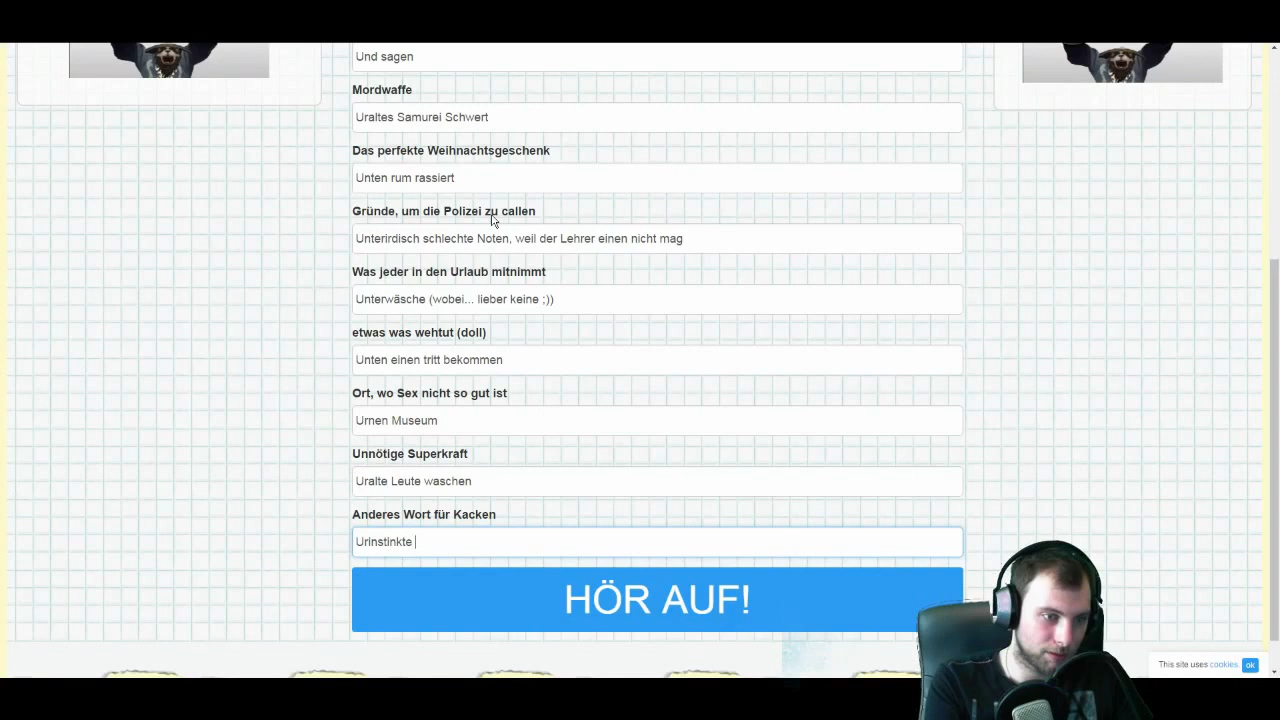 Und sagen
Mordwaffe
Uraltes Samurei Schwert
Das perfekte Weihnachtsgeschenk
Unten rum rassiert
Gründe, um die Polizei zu callen
Unterirdisch schlechte Noten, weil der Lehrer einen nicht mag
Was jeder in den Urlaub mitnimmt
Unterwäsche (wobei... lieber keine ;))
etwas was wehtut (doll)
Unten einen tritt bekommen
Ort, wo Sex nicht so gut ist
Urnen Museum
Unnötige Superkraft
Uralte Leute waschen
Anderes Wort für Kacken
Urinstinkte
HÖR AUF!
This site uses cookies. ok